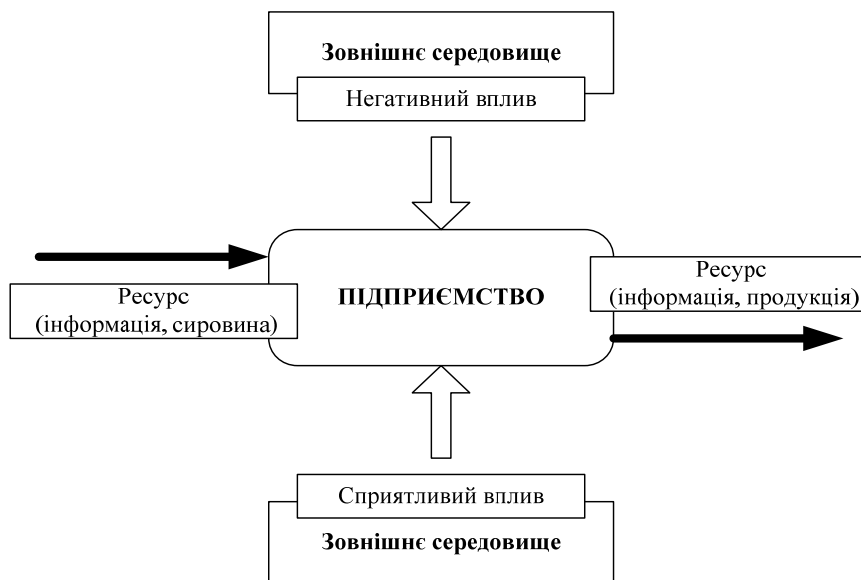 Зовнішнє середовище
Негативний вплив
Ресурс
(інформація, сировина)
ПІДПРИЄМСТВО
Ресурс
(інформація, продукція)
Сприятливий вплив
Зовнішнє середовище